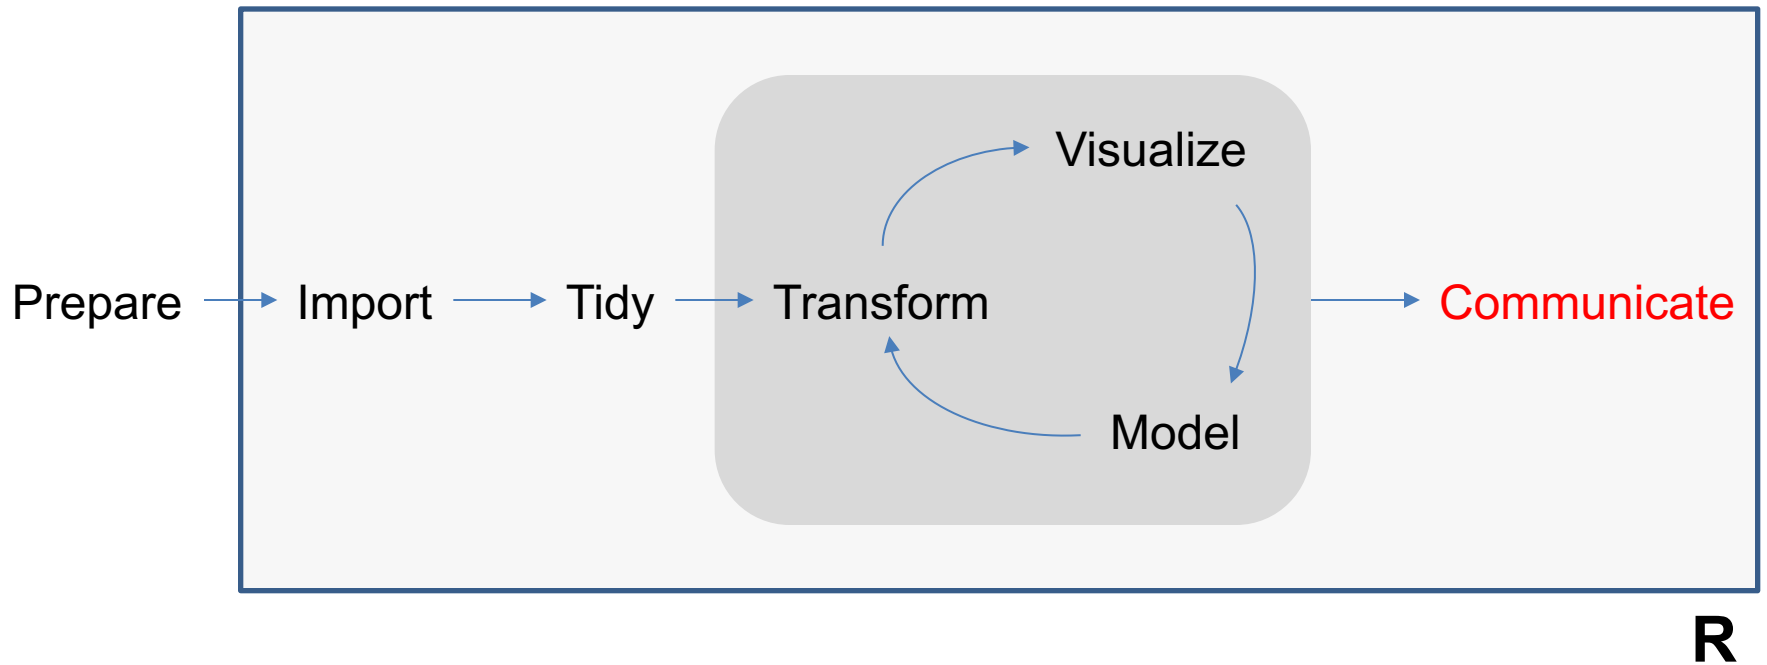 Visualize
Prepare
Import
Tidy
Transform
Communicate
Model
R